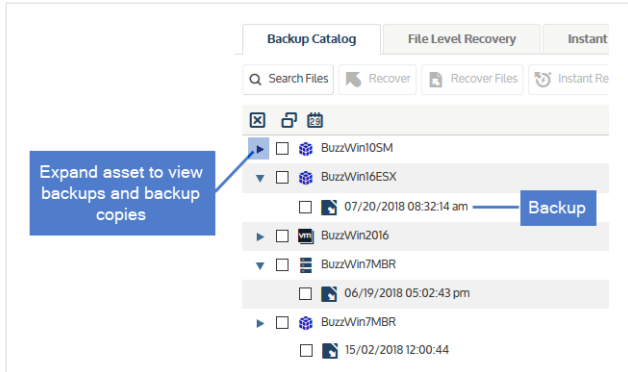 Backup Catalog File Level Recovery Instant
Search Files Recover Recover Files Instant Re
29
BuzzWin10SM
Expand asset to view
backups and backup
copies
BuzzWin16ESX
07/20/2018 08:32:14 am Backup
vm BuzzWin2016
BuzzWin7MBR
06/19/2018 05:02:43 pm
BuzzWin7MBR
15/02/2018 12:00:44